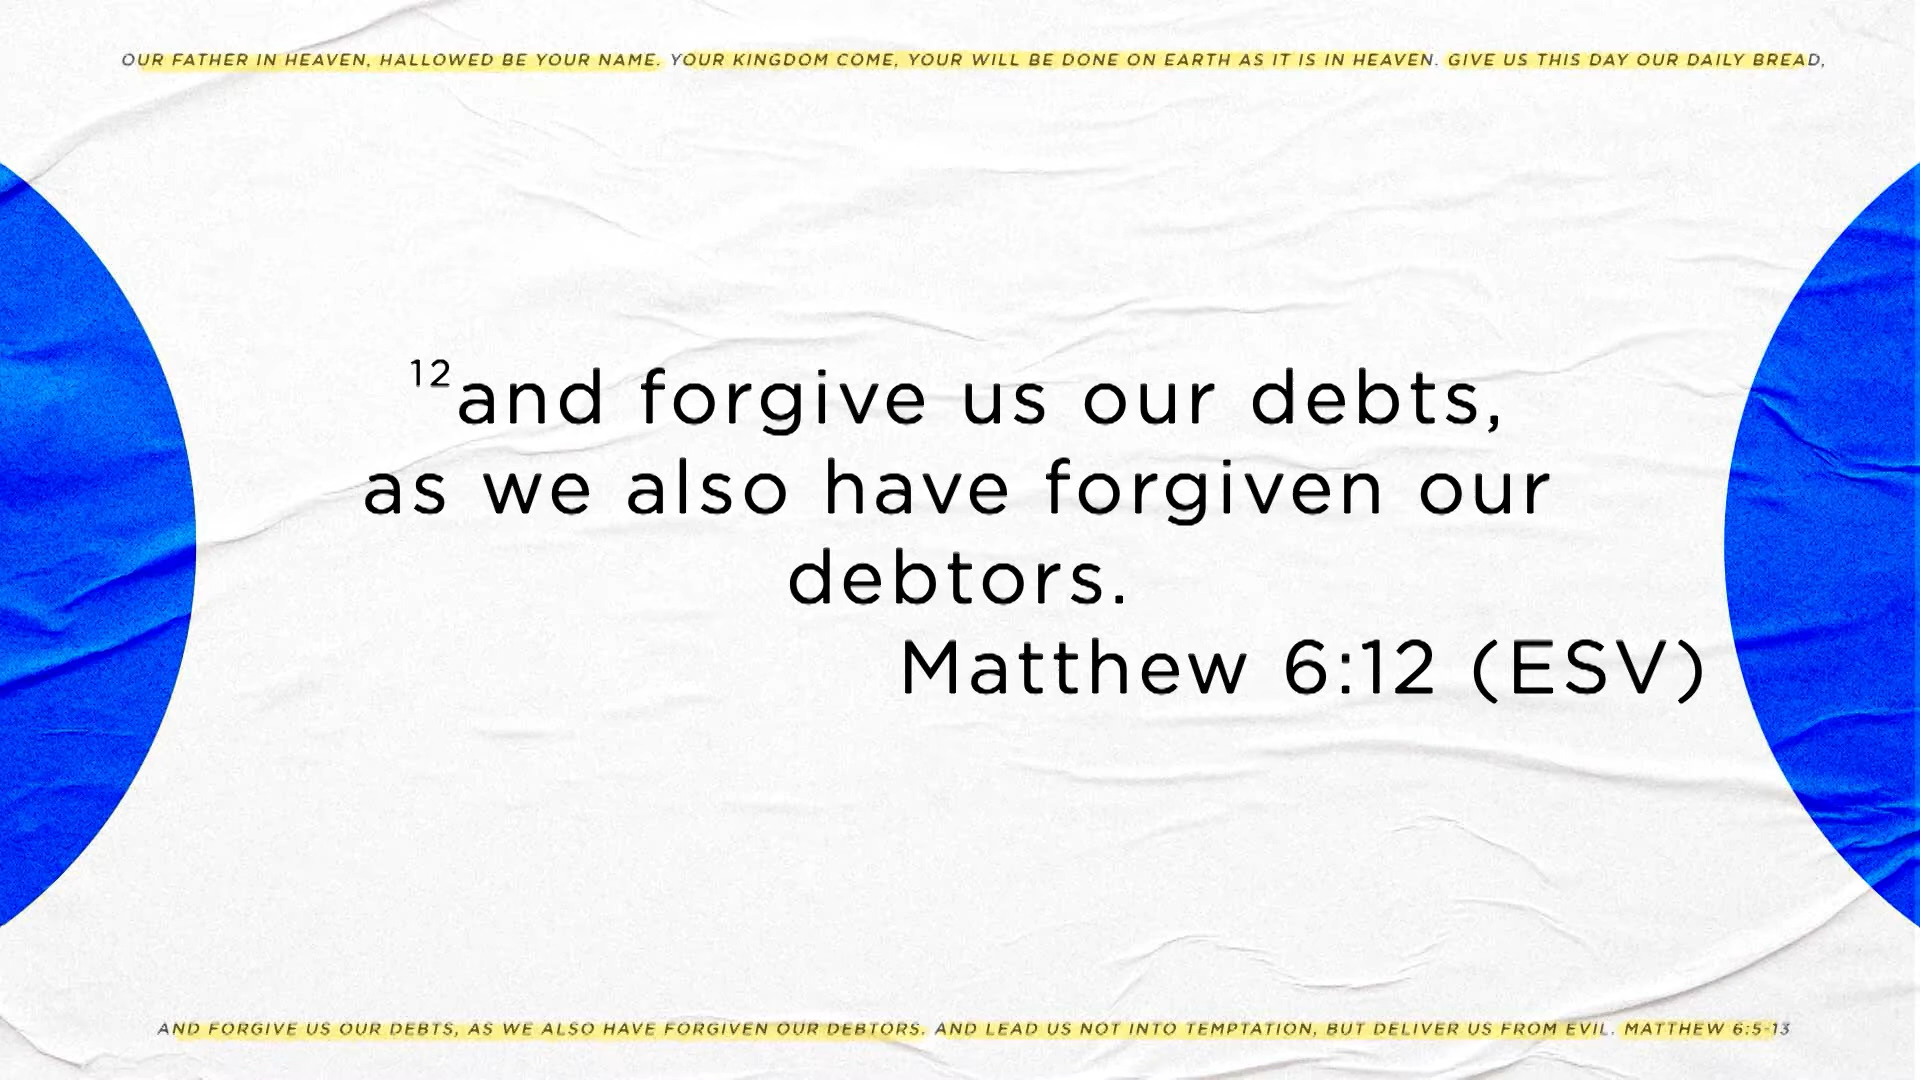 OUR FATHER IN HEAVEN, HALLOWED BE YOUR NAME. YOUR KINGDOM COME, YOUR WILL BE DONE ON EARTH AS IT IS IN HEAVEN. GIVE US THIS DAY OUR DAILY BREAD,
12and forgive us our debts,
as we also have forgiven our
debtors.
Matthew 6:12 (ESV)
AND FORGIVE US OUR DEBTS, AS WE ALSO HAVE FORGIVEN OUR DEBTORS. AND LEAD US NOT INTO TEMPTATION, BUT DELIVER US FROM EVIL. MATTHEW 6:5-13